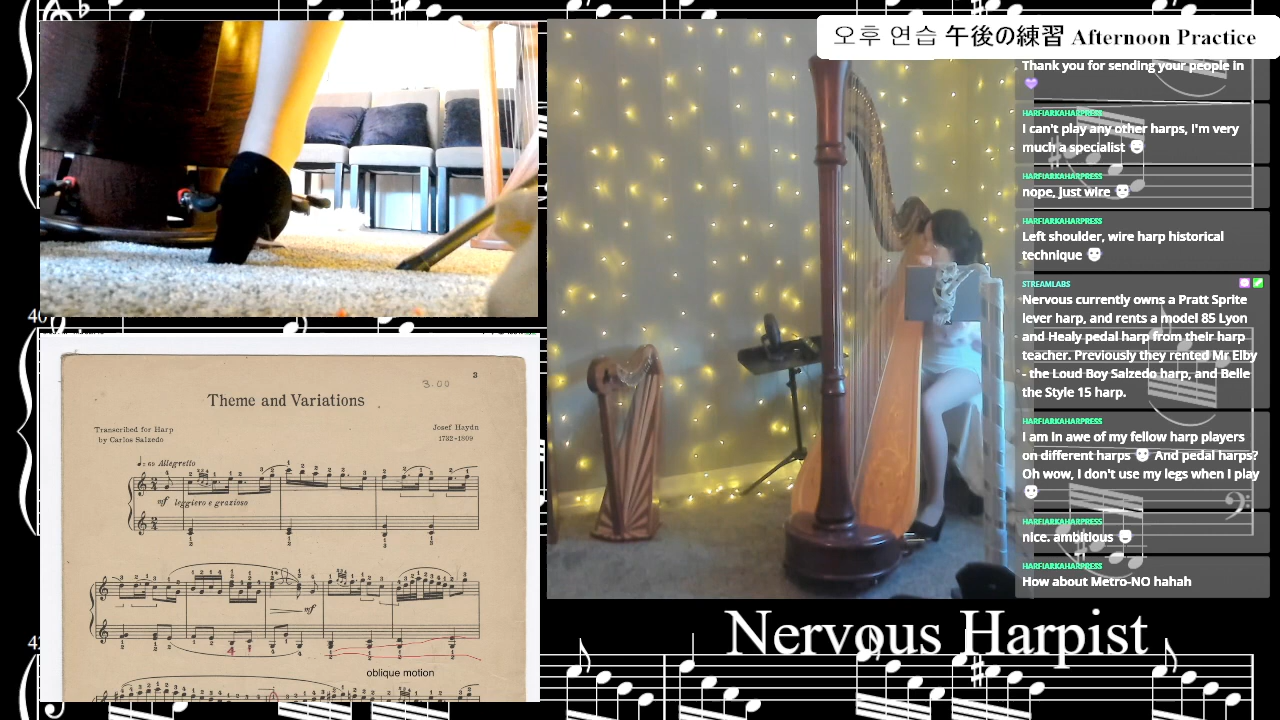 오후 연습 午後の練習 Afternoon Practice
Thank you for sending your people in
HARFIARKAHARPRESS
I can't play any other harps, I'm very
much a specialist
HARFIARKAHARPRESS
nope, just wire
HARFIARKAHARPRESS
Left shoulder, wire harp historical
technique
STREAMLABS
Nervous currently owns a Pratt Sprite
lever harp, and rents a model 85 Lyon
and Healy pedal harp from their harp
teacher. Previously they rented Mr Elby
- the Loud Boy Salzedo harp, and Belle
the Style 15 harp.
HARFIARKAHARPRESS
I am in awe of my fellow harp players
on different harps And pedal harps?
Oh wow, I don't use my legs when I play
HARFIARKAHARPRESS
nice. ambitious
HARFIARKAHARPRESS
How about Metro-NO hahah
3
3.00
Theme and Variations
Transcribed for Harp
by Carlos Salzedo
Josef Haydn
1732-1809
♩= 69 Allegretto
mf leggiero e grazioso
mf
oblique motion
Nervous Harpist